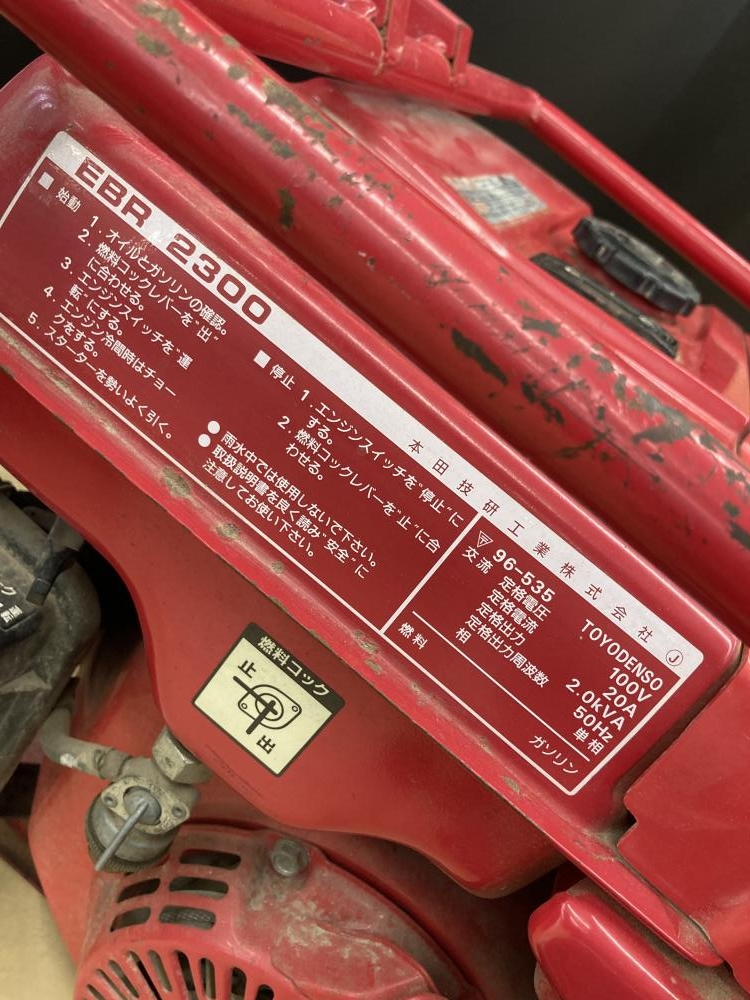 EBR 2300
■始動
1. オイルとガソリンの確認。
2. 燃料コックレバーを"出"
に合わせる。
3. エンジンスイッチを"運
転"にする。
4. エンジン冷間時はチョー
クをする。
5. スターターを勢いよく引く。
■停止 1. エンジンスイッチを"停止"に
する。
2. 燃料コックレバーを"止"に合
わせる。
●雨水中では使用しないで下さい。
●取扱説明書を良く読み"安全"に
注意してお使い下さい。
本田技研工業株式会社 J
96-535 TOYODENSO
交流 定格電圧 100V
定格電流 20A
定格出力 2.0kVA
定格出力周波数 50Hz
相 単相
燃料 ガソリン
燃料コック
止
出
運転